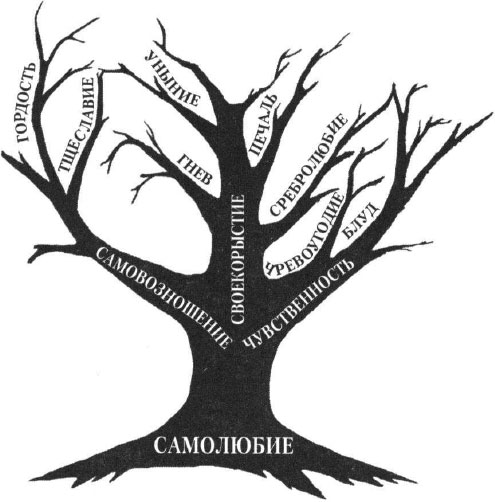 ГОРДОСТЬ
ТЩЕСЛАВИЕ
УНЫНИЕ
ГНЕВ
ПЕЧАЛЬ
СРЕБРОЛЮБИЕ
ЧРЕВОУГОДИЕ
БЛУД
САМОВОЗНОШЕНИЕ
СВОЕКОРЫСТИЕ
ЧУВСТВЕННОСТЬ
САМОЛЮБИЕ